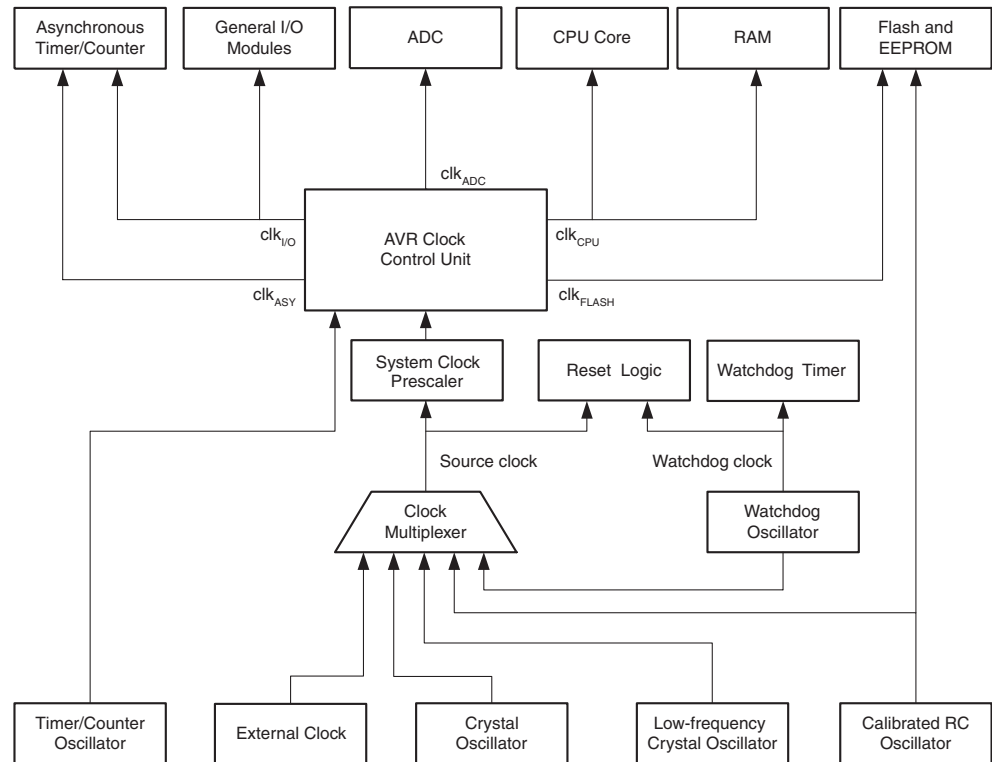 Asynchronous
Timer/Counter
General I/O
Modules
ADC
CPU Core
RAM
Flash and
EEPROM
clkADC
clkI/O
AVR Clock
Control Unit
clkCPU
clkASY
clkFLASH
System Clock
Prescaler
Reset Logic
Watchdog Timer
Source clock
Watchdog clock
Clock
Multiplexer
Watchdog
Oscillator
Timer/Counter
Oscillator
External Clock
Crystal
Oscillator
Low-frequency
Crystal Oscillator
Calibrated RC
Oscillator